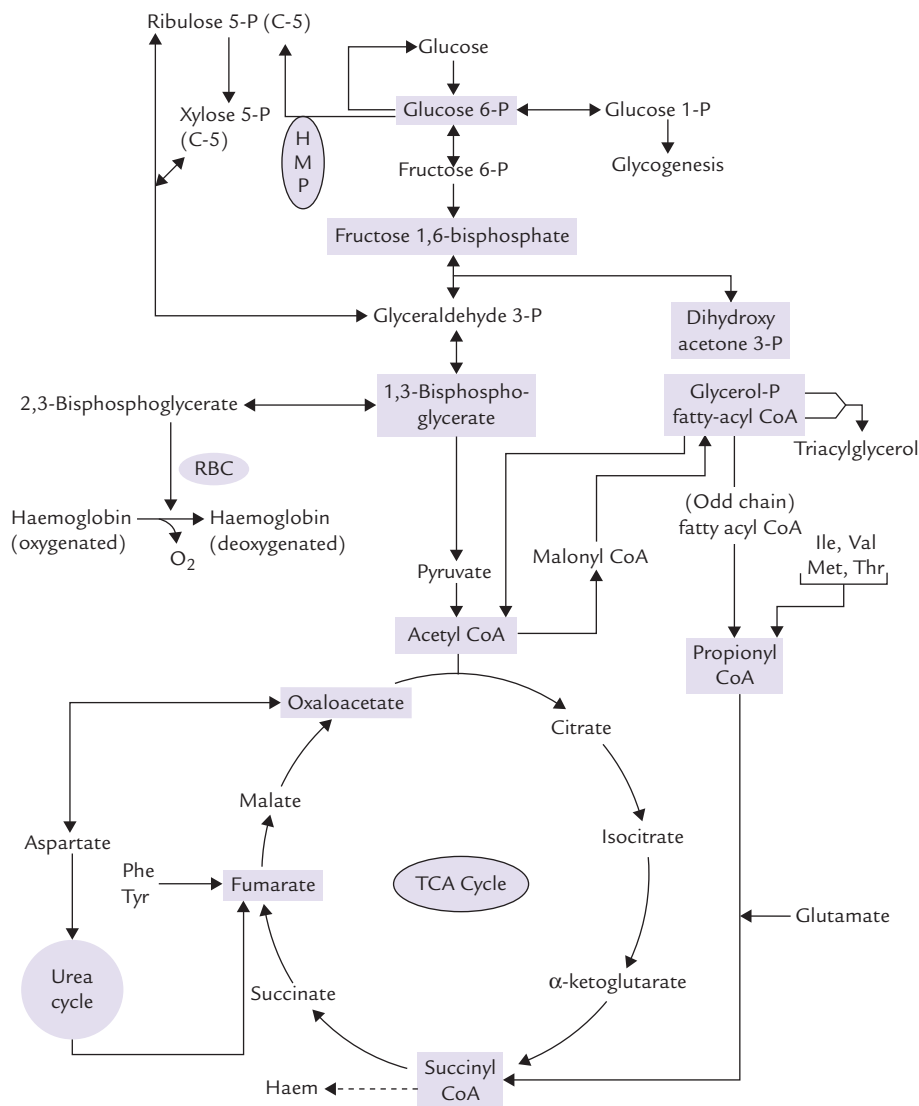 Ribulose 5-P (C-5)
Glucose
Xylose 5-P
(C-5)
H
M
P
Glucose 6-P
Glucose 1-P
Fructose 6-P
Glycogenesis
Fructose 1,6-bisphosphate
Glyceraldehyde 3-P
Dihydroxy
acetone 3-P
2,3-Bisphosphoglycerate
1,3-Bisphospho-
glycerate
Glycerol-P
fatty-acyl CoA
Triacylglycerol
RBC
(Odd chain)
fatty acyl CoA
Haemoglobin
(oxygenated)
O2
Haemoglobin
(deoxygenated)
Pyruvate
Malonyl CoA
Ile, Val
Met, Thr
Acetyl CoA
Propionyl
CoA
Oxaloacetate
Citrate
Malate
Isocitrate
Aspartate
Phe
Tyr
Fumarate
TCA Cycle
Glutamate
Urea
cycle
Succinate
α-ketoglutarate
Haem
Succinyl
CoA